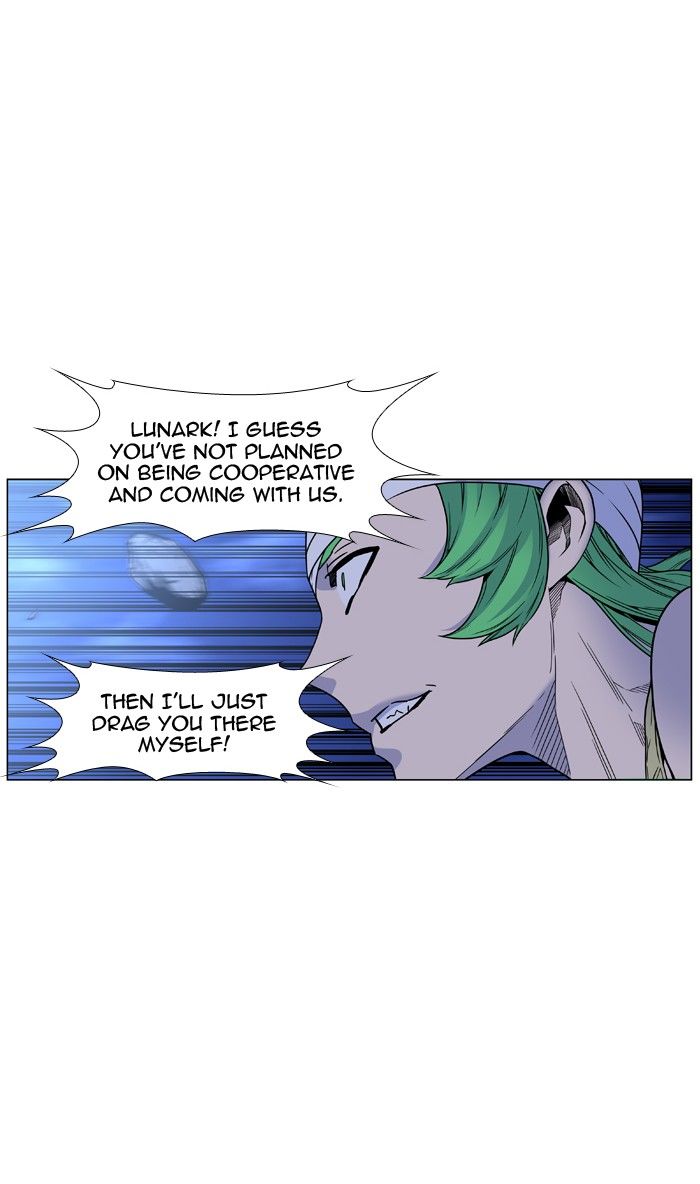 LUNARK! I GUESS
YOU'VE NOT PLANNED
ON BEING COOPERATIVE
AND COMING WITH US.
THEN I'LL JUST
DRAG YOU THERE
MYSELF!